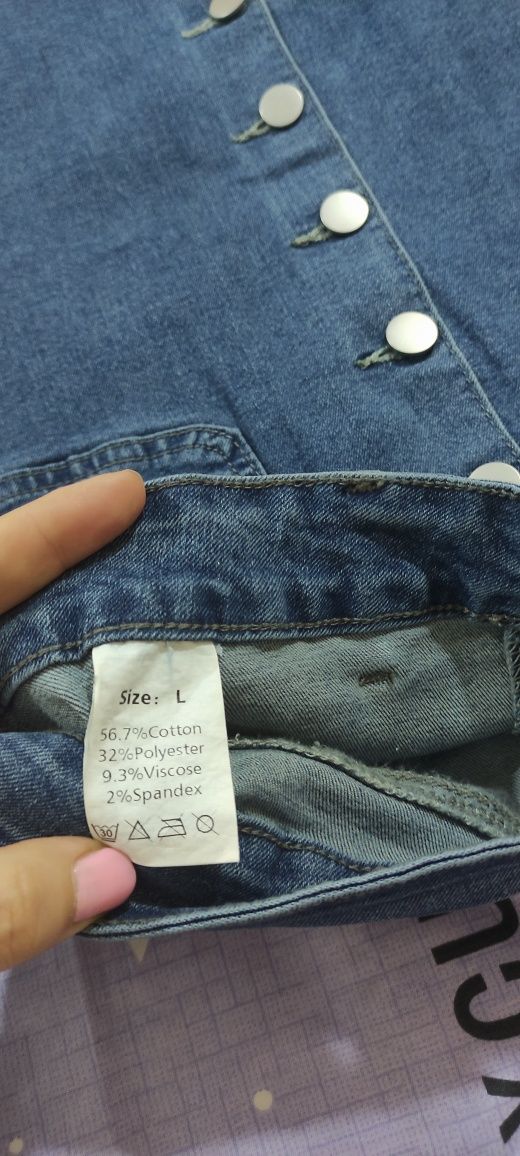 Size: L
56.7%Cotton
32%Polyester
9.3%Viscose
2%Spandex
30